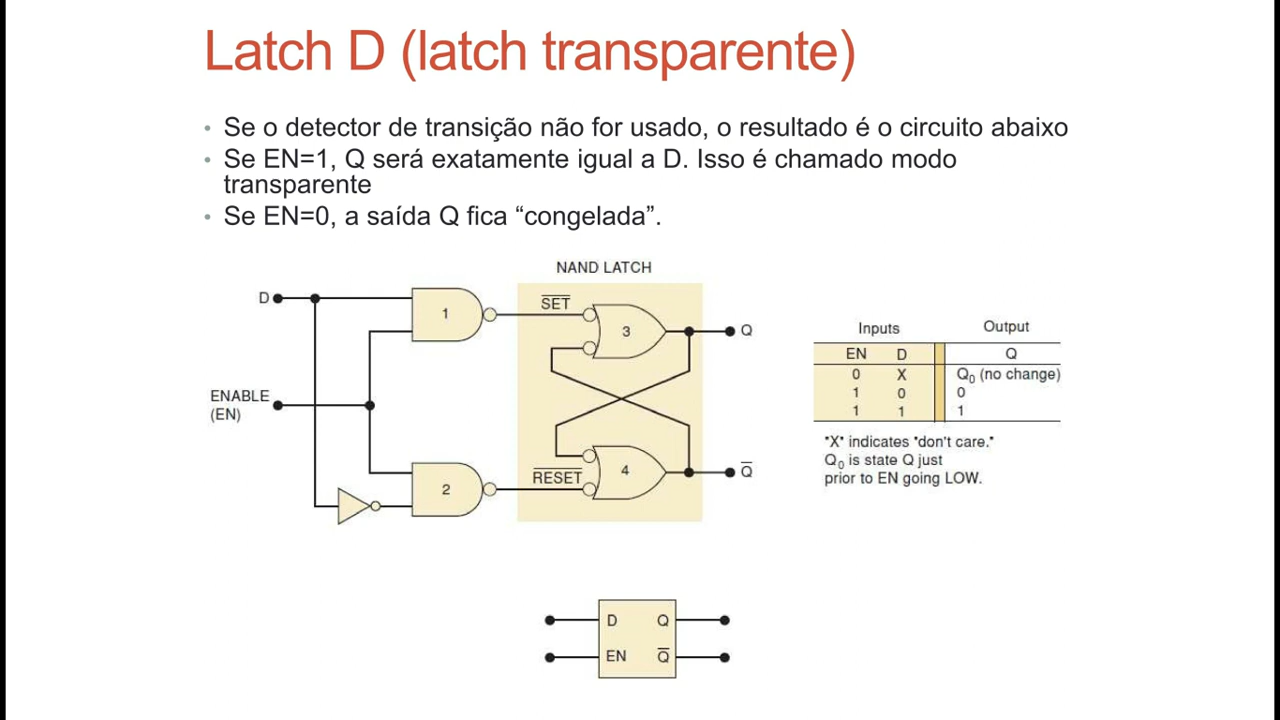 Latch D (latch transparente)
• Se o detector de transição não for usado, o resultado é o circuito abaixo
• Se EN=1, Q será exatamente igual a D. Isso é chamado modo
transparente
• Se EN=0, a saída Q fica “congelada”.
NAND LATCH
D
1
S̅E̅T̅
3
Q
ENABLE
(EN)
2
R̅E̅S̅E̅T̅
4
Q̅
Inputs Output
EN D Q
0 X Q₀ (no change)
1 0 0
1 1 1
"X" indicates "don't care."
Q₀ is state Q just
prior to EN going LOW.
D Q
EN Q̅